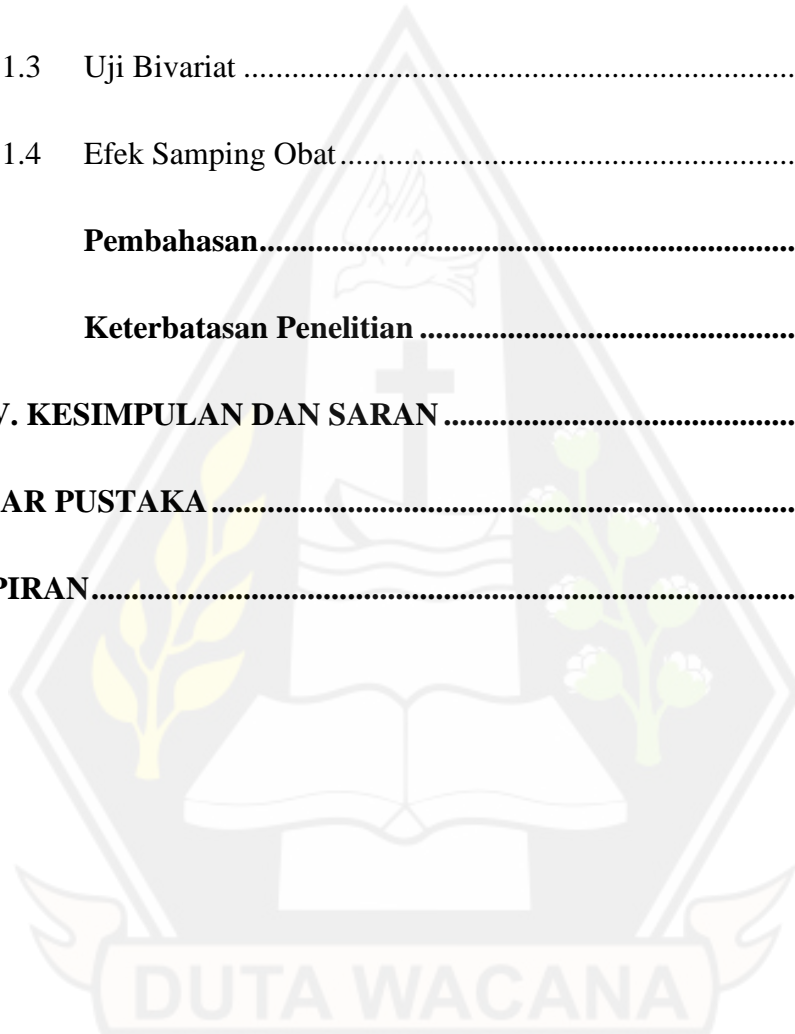 1.3 Uji Bivariat ......................................................................
1.4 Efek Samping Obat .........................................................
Pembahasan...................................................................
Keterbatasan Penelitian ...............................................
V. KESIMPULAN DAN SARAN ............................................
AR PUSTAKA .........................................................................
PIRAN........................................................................................
DUTA WACANA